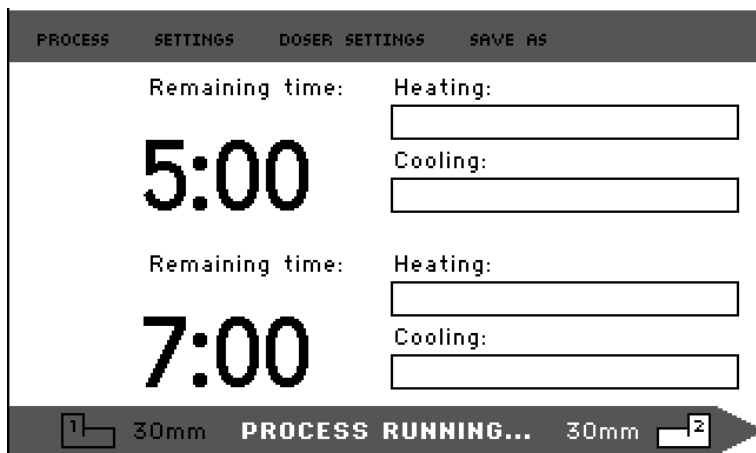 PROCESS SETTINGS DOSER SETTINGS SAVE AS
Remaining time: Heating:
5:00
Cooling:
Remaining time: Heating:
7:00
Cooling:
1 30mm PROCESS RUNNING... 30mm 2